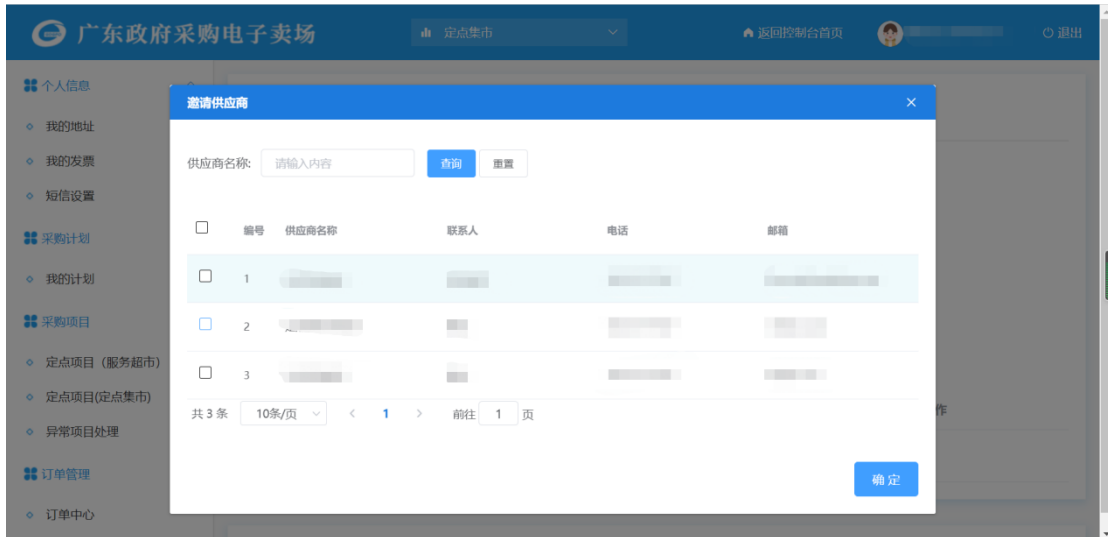 广东政府采购电子卖场
定点集市
返回控制台首页
退出
个人信息
我的地址
我的发票
短信设置
采购计划
我的计划
采购项目
定点项目（服务超市）
定点项目(定点集市)
异常项目处理
订单管理
订单中心
邀请供应商
供应商名称: 请输入内容 查询 重置
编号 供应商名称 联系人 电话 邮箱
1
2
3
共 3 条 10条/页 1 前往 1 页
作
确 定